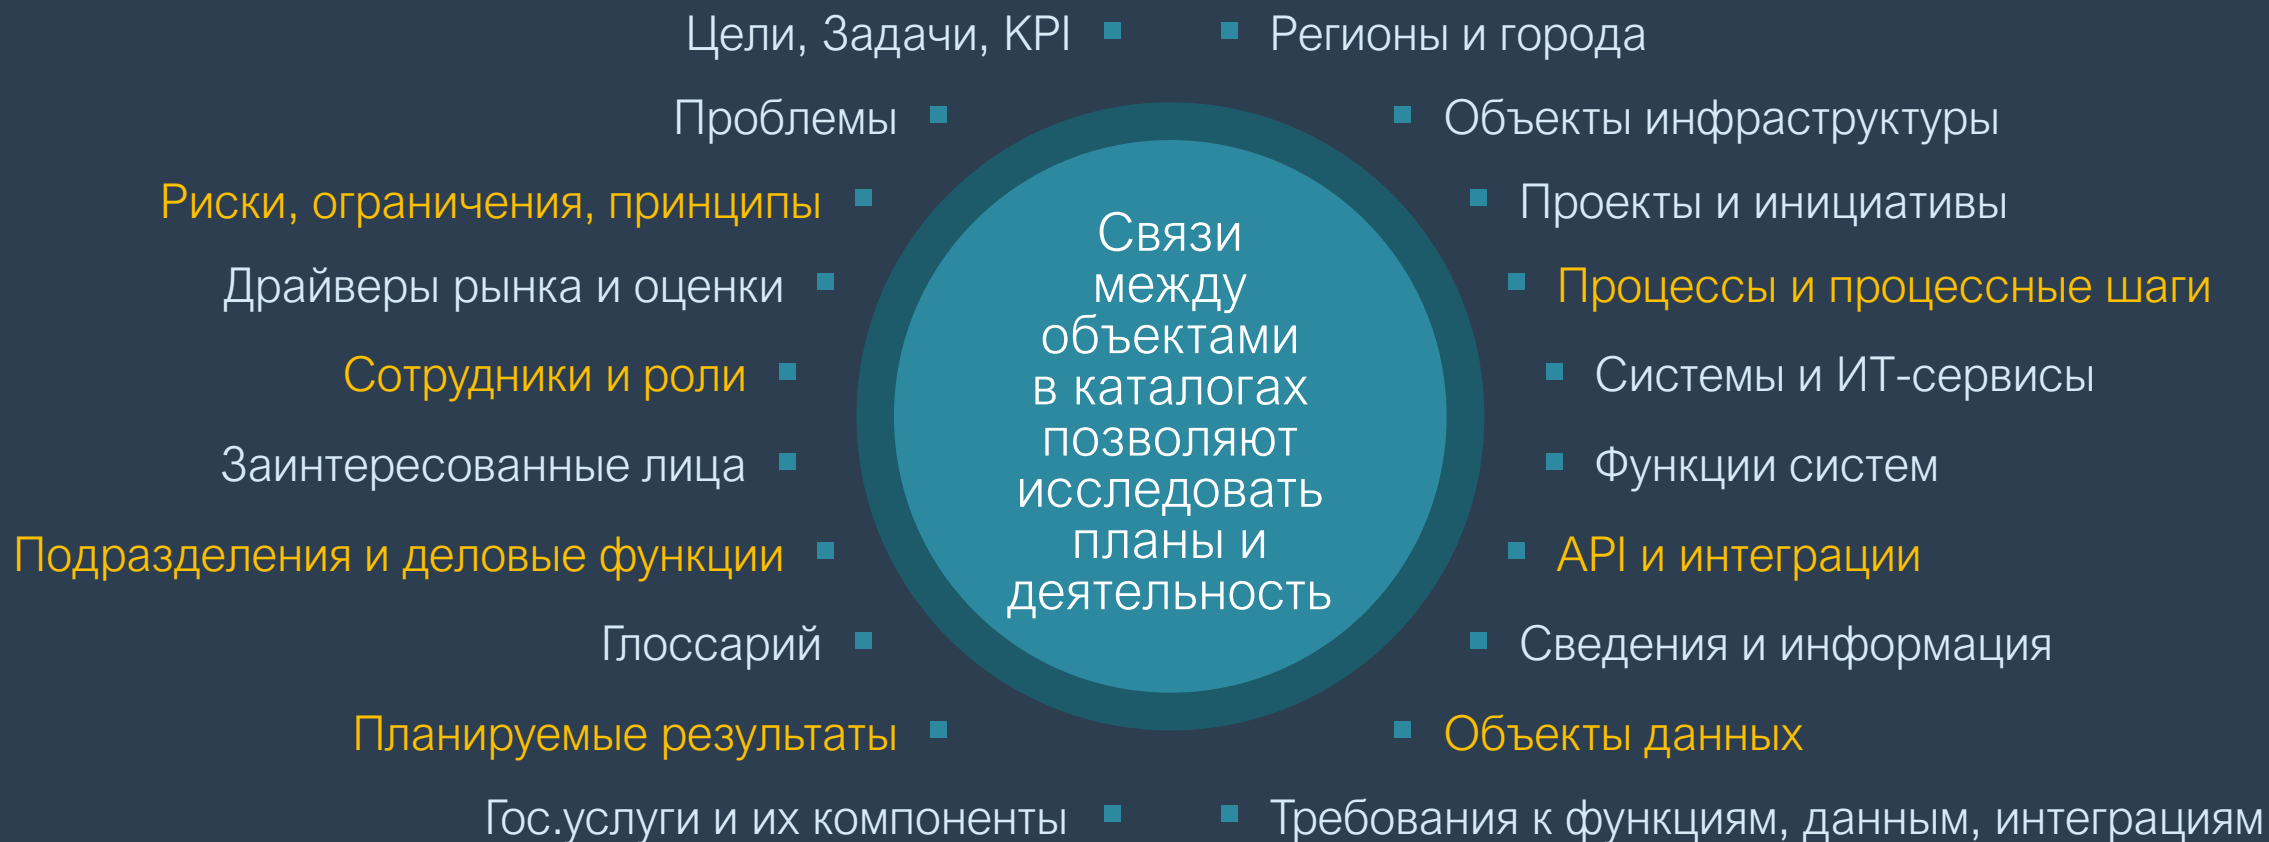 Цели, Задачи, KPI
Проблемы
Риски, ограничения, принципы
Драйверы рынка и оценки
Сотрудники и роли
Заинтересованные лица
Подразделения и деловые функции
Глоссарий
Планируемые результаты
Гос.услуги и их компоненты
Связи
между
объектами
в каталогах
позволяют
исследовать
планы и
деятельность
Регионы и города
Объекты инфраструктуры
Проекты и инициативы
Процессы и процессные шаги
Системы и ИТ-сервисы
Функции систем
API и интеграции
Сведения и информация
Объекты данных
Требования к функциям, данным, интеграциям